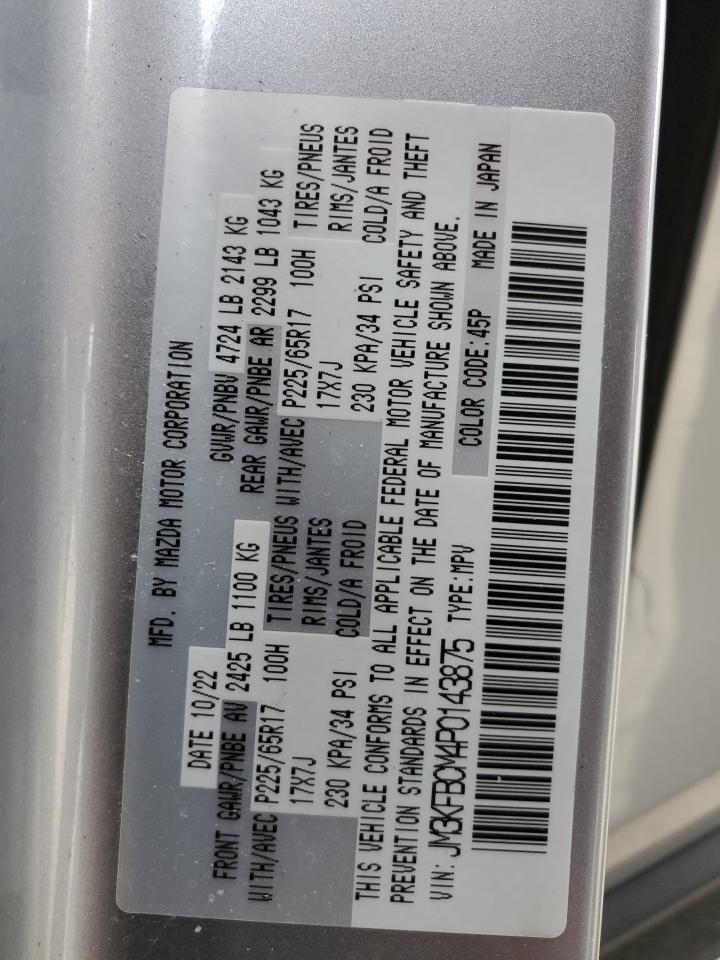 MFD. BY MAZDA MOTOR CORPORATION
DATE 10/22 GVWR/PNBV 4724 LB 2143 KG
FRONT GAWR/PNBE AV 2425 LB 1100 KG REAR GAWR/PNBE AR 2299 LB 1043 KG
WITH/AVEC P225/65R17 100H TIRES/PNEUS WITH/AVEC P225/65R17 100H TIRES/PNEUS
17X7J RIMS/JANTES 17X7J RIMS/JANTES
230 KPA/34 PSI COLD/A FROID 230 KPA/34 PSI COLD/A FROID
THIS VEHICLE CONFORMS TO ALL APPLICABLE FEDERAL MOTOR VEHICLE SAFETY AND THEFT
PREVENTION STANDARDS IN EFFECT ON THE DATE OF MANUFACTURE SHOWN ABOVE.
VIN: JM3KFBCM4P0143875 TYPE:MPV COLOR CODE:45P MADE IN JAPAN